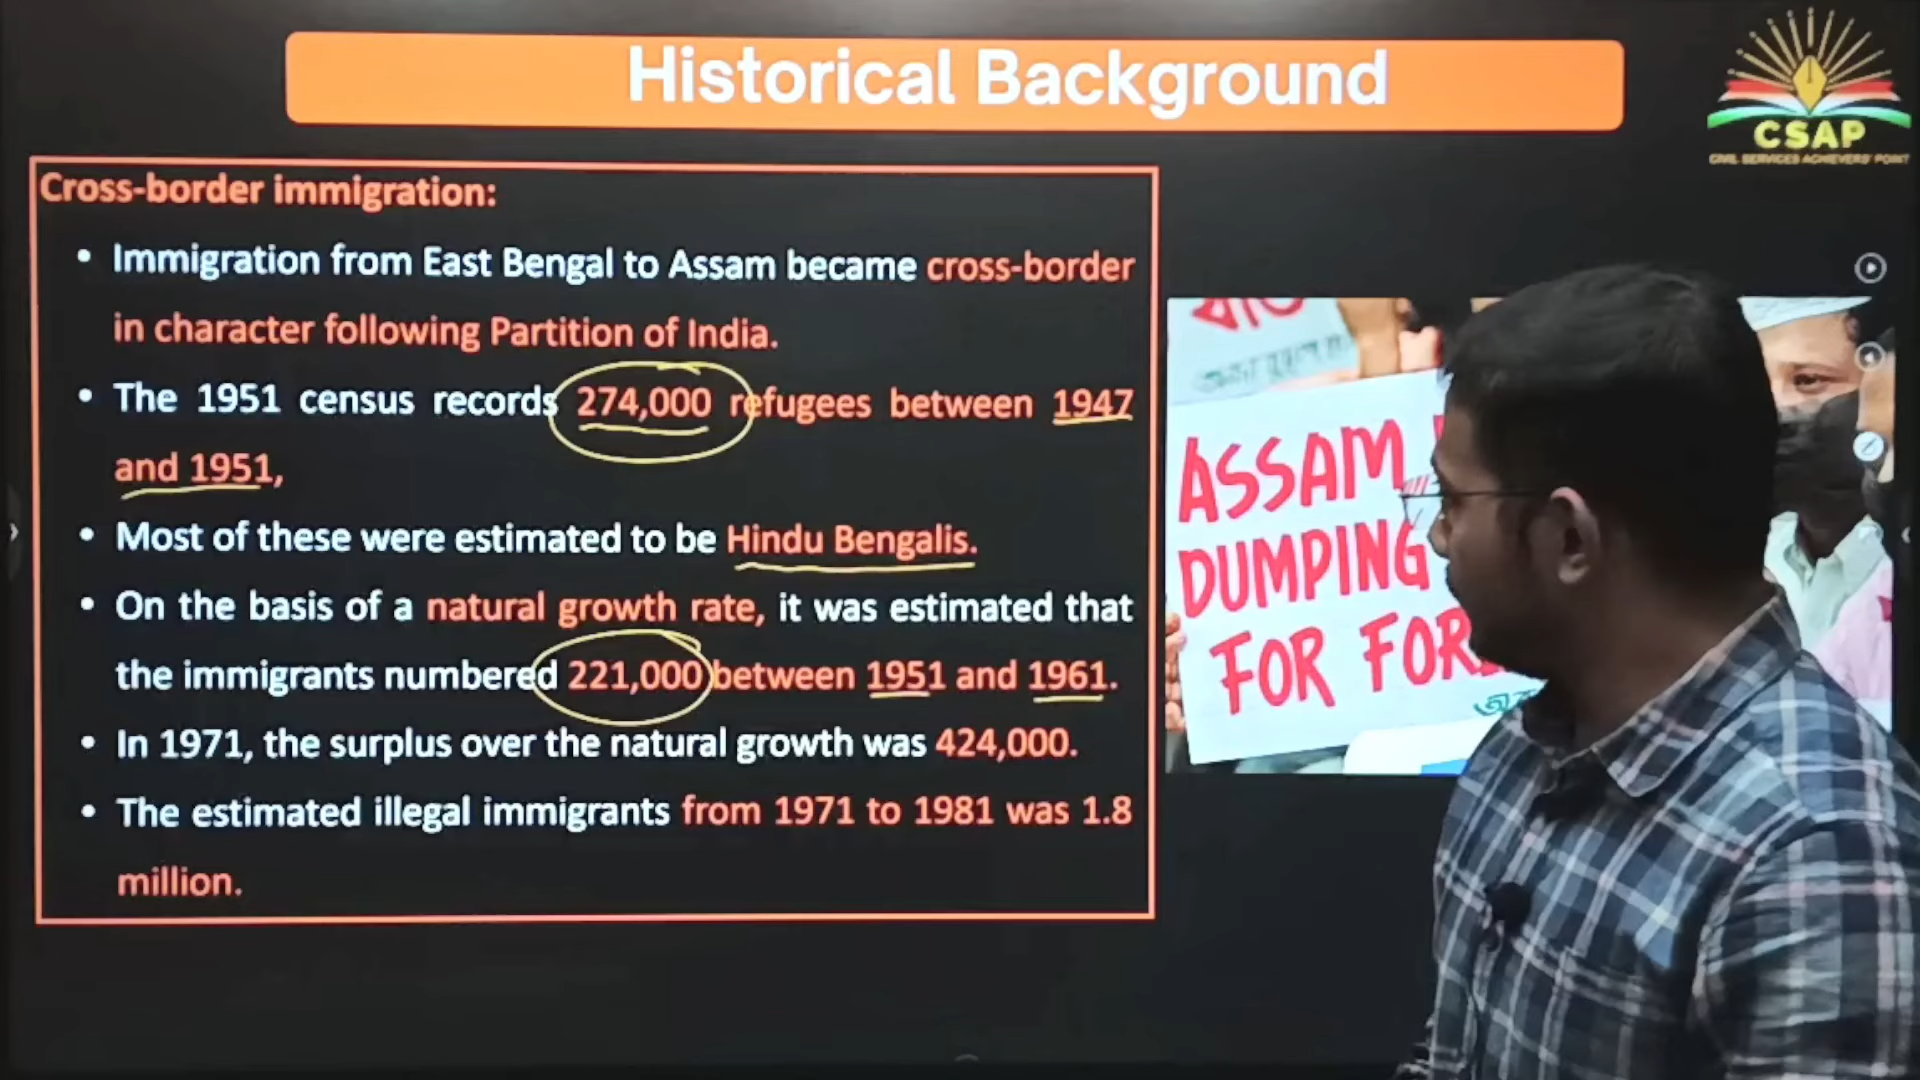 Historical Background
CSAP
CIVIL SERVICES ACHIEVERS' POINT
Cross-border immigration:
• Immigration from East Bengal to Assam became cross-border
in character following Partition of India.
• The 1951 census records 274,000 refugees between 1947
and 1951,
• Most of these were estimated to be Hindu Bengalis.
• On the basis of a natural growth rate, it was estimated that
the immigrants numbered 221,000 between 1951 and 1961.
• In 1971, the surplus over the natural growth was 424,000.
• The estimated illegal immigrants from 1971 to 1981 was 1.8
million.
ASSAM
DUMPING
FOR